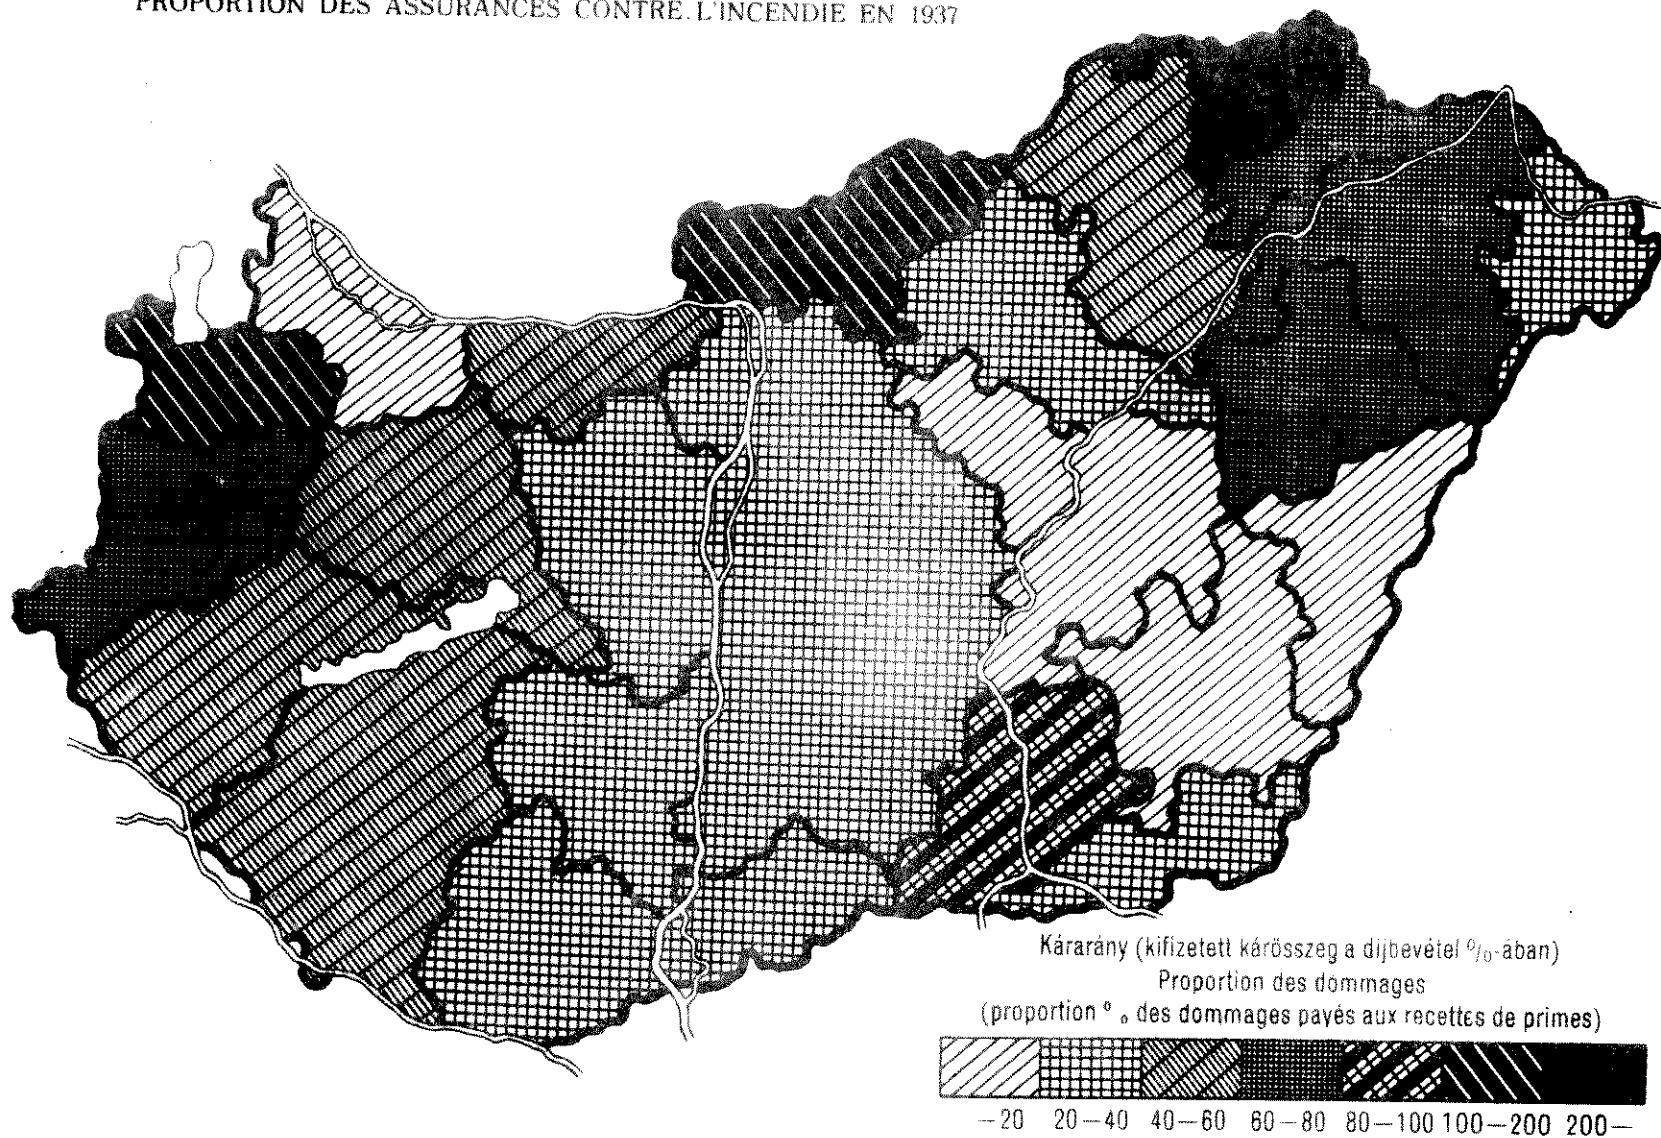 PROPORTION DES ASSURANCES CONTRE L'INCENDIE EN 1937
Kárarány (kifizetett kárösszeg a díjbevétel %-ában)
Proportion des dommages
(proportion % des dommages payés aux recettes de primes)
—20 20—40 40—60 60—80 80—100 100—200 200—